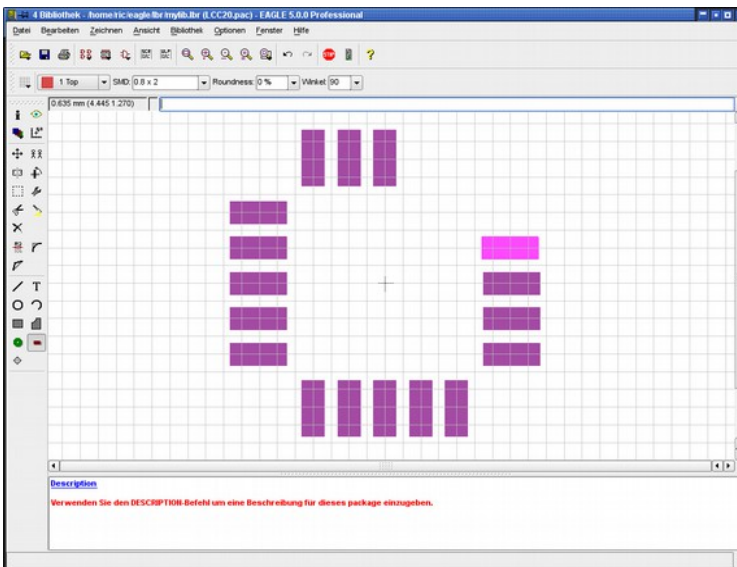 4 Bibliothek - /home/ric/eagle/lbr/mylib.lbr (LCC20.pac) - EAGLE 5.0.0 Professional
Datei Bearbeiten Zeichnen Ansicht Bibliothek Optionen Fenster Hilfe
1 Top SMD: 0.8 x 2 Roundness: 0 % Winkel: 90
0.635 mm (4.445 1.270)
Description
Verwenden Sie den DESCRIPTION-Befehl um eine Beschreibung für dieses package einzugeben.